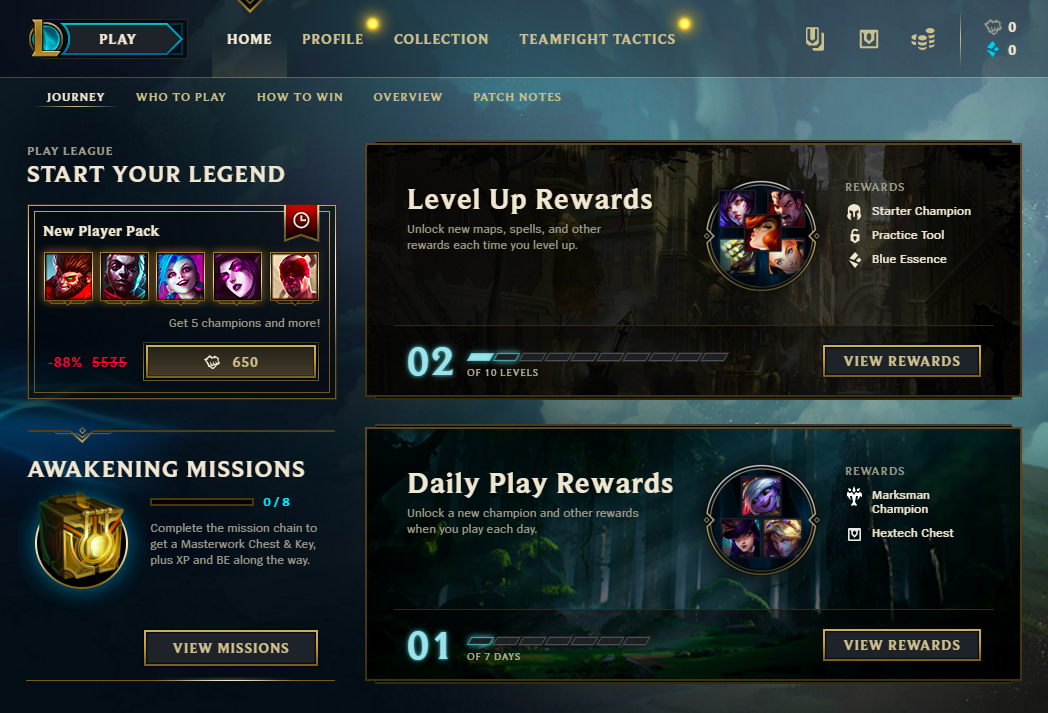 PLAY
HOME
PROFILE
COLLECTION
TEAMFIGHT TACTICS
0
0
JOURNEY
WHO TO PLAY
HOW TO WIN
OVERVIEW
PATCH NOTES
PLAY LEAGUE
START YOUR LEGEND
New Player Pack
Get 5 champions and more!
-88% 5535
650
AWAKENING MISSIONS
0/8
Complete the mission chain to
get a Masterwork Chest & Key,
plus XP and BE along the way.
VIEW MISSIONS
Level Up Rewards
Unlock new maps, spells, and other
rewards each time you level up.
REWARDS
Starter Champion
Practice Tool
Blue Essence
02
OF 10 LEVELS
VIEW REWARDS
Daily Play Rewards
Unlock a new champion and other rewards
when you play each day.
REWARDS
Marksman
Champion
Hextech Chest
01
OF 7 DAYS
VIEW REWARDS